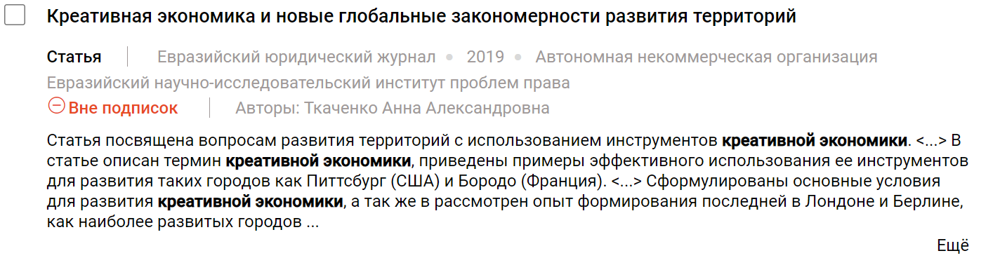 Креативная экономика и новые глобальные закономерности развития территорий
Статья | Евразийский юридический журнал • 2019 • Автономная некоммерческая организация
Евразийский научно-исследовательский институт проблем права
Вне подписок | Авторы: Ткаченко Анна Александровна
Статья посвящена вопросам развития территорий с использованием инструментов креативной экономики. <...> В
статье описан термин креативной экономики, приведены примеры эффективного использования ее инструментов
для развития таких городов как Питтсбург (США) и Бородо (Франция). <...> Сформулированы основные условия
для развития креативной экономики, а так же в рассмотрен опыт формирования последней в Лондоне и Берлине,
как наиболее развитых городов ...
Ещё